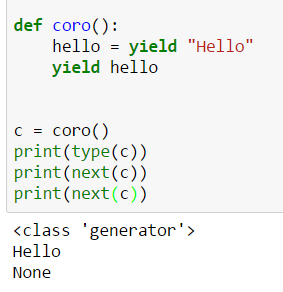 def coro():
    hello = yield "Hello"
    yield hello
c = coro()
print(type(c))
print(next(c))
print(next(c))
<class 'generator'>
Hello
None